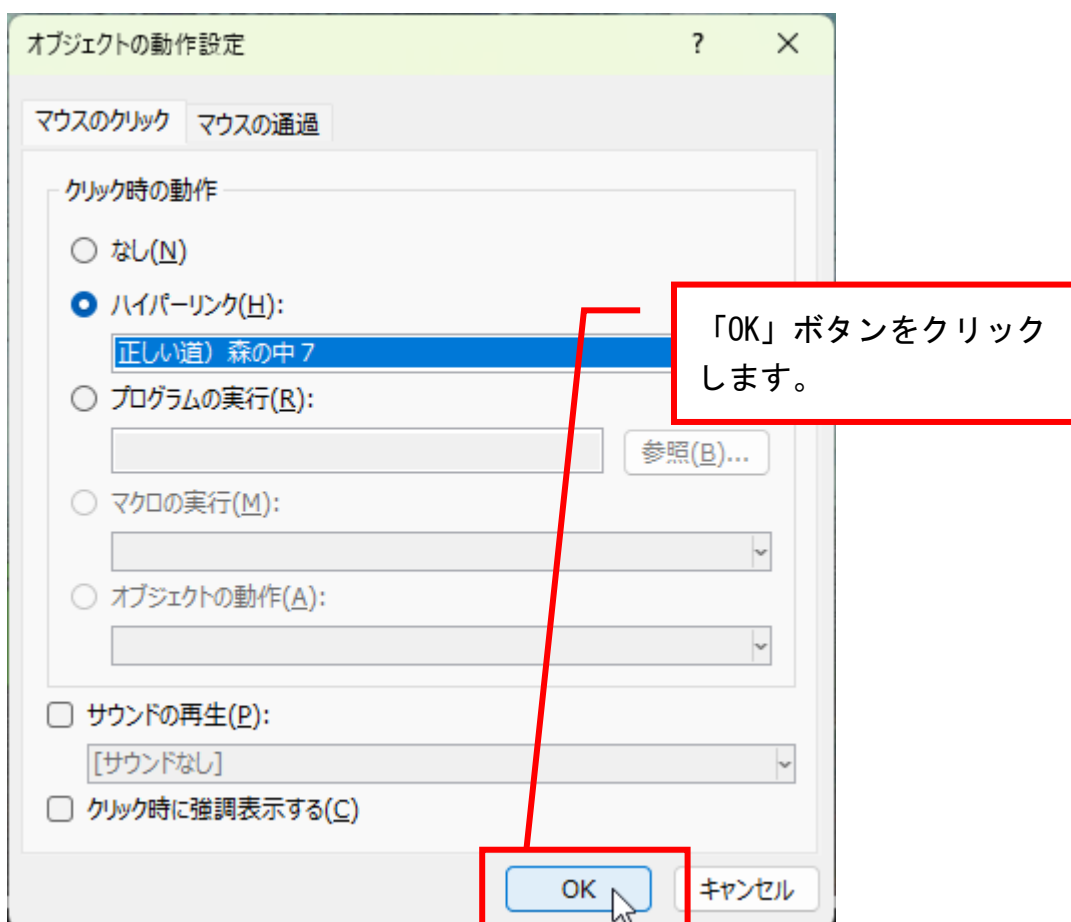 オブジェクトの動作設定
?
マウスのクリック
マウスの通過
クリック時の動作
なし(N)
ハイパーリンク(H):
正しい道）森の中７
プログラムの実行(R):
参照(B)...
マクロの実行(M):
オブジェクトの動作(A):
サウンドの再生(P):
[サウンドなし]
クリック時に強調表示する(C)
OK
キャンセル
「OK」ボタンをクリック
します。